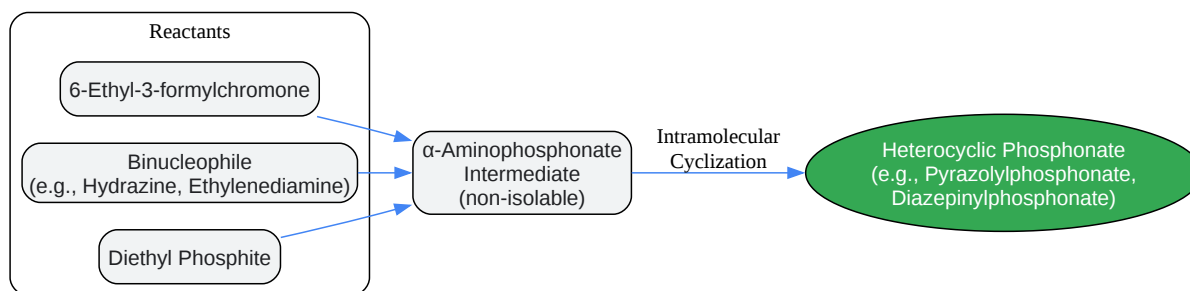 Reactants
6-Ethyl-3-formylchromone
Binucleophile
(e.g., Hydrazine, Ethylenediamine)
Diethyl Phosphite
α-Aminophosphonate
Intermediate
(non-isolable)
Intramolecular
Cyclization
Heterocyclic Phosphonate
(e.g., Pyrazolylphosphonate,
Diazepinylphosphonate)